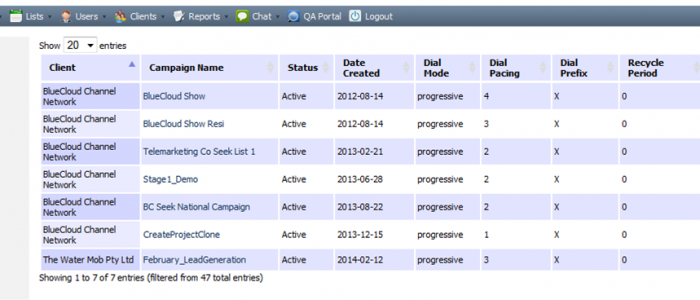 Lists Users Clients Reports Chat QA Portal Logout
Show 20 entries
Client Campaign Name Status Date Created Dial Mode Dial Pacing Dial Prefix Recycle Period
BlueCloud Channel Network BlueCloud Show Active 2012-08-14 progressive 4 X 0
BlueCloud Channel Network BlueCloud Show Resi Active 2012-08-14 progressive 3 X 0
BlueCloud Channel Network Telemarketing Co Seek List 1 Active 2013-02-21 progressive 2 X 0
BlueCloud Channel Network Stage1_Demo Active 2013-06-28 progressive 2 X 0
BlueCloud Channel Network BC Seek National Campaign Active 2013-08-22 progressive 2 X 0
BlueCloud Channel Network CreateProjectClone Active 2013-12-15 progressive 1 X 0
The Water Mob Pty Ltd February_LeadGeneration Active 2014-02-12 progressive 3 X 0
Showing 1 to 7 of 7 entries (filtered from 47 total entries)